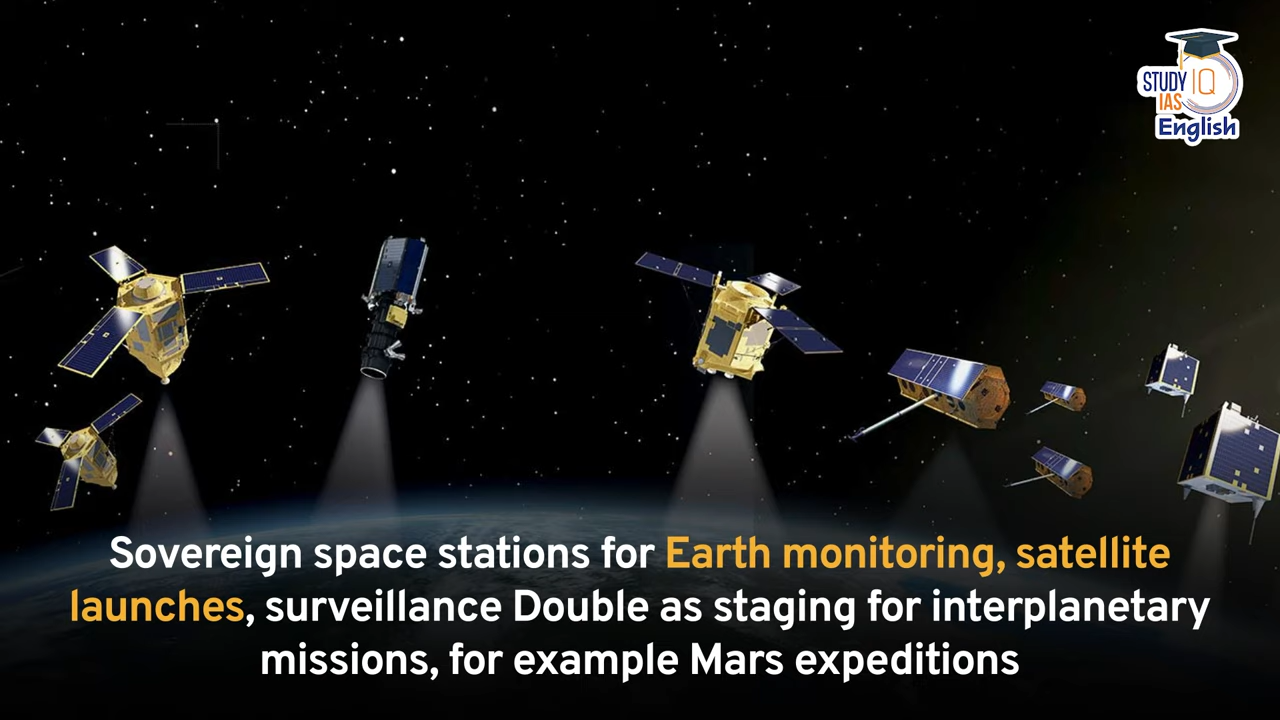 STUDY IQ
IAS
English
Sovereign space stations for Earth monitoring, satellite
launches, surveillance Double as staging for interplanetary
missions, for example Mars expeditions